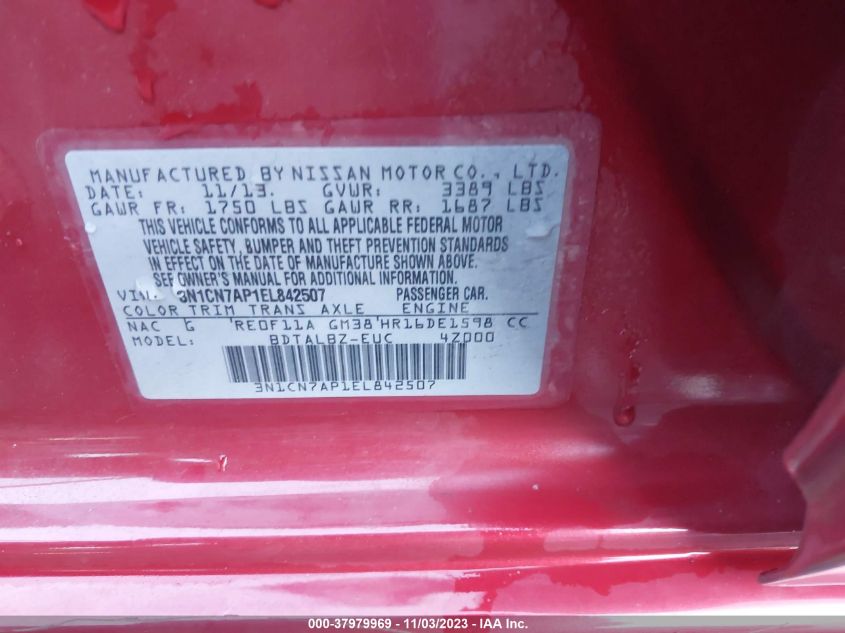 MANUFACTURED BY NISSAN MOTOR CO., LTD.
DATE: 11/13. GVWR: 3389 LBS
GAWR FR: 1750 LBS GAWR RR: 1687 LBS
THIS VEHICLE CONFORMS TO ALL APPLICABLE FEDERAL MOTOR
VEHICLE SAFETY, BUMPER AND THEFT PREVENTION STANDARDS
IN EFFECT ON THE DATE OF MANUFACTURE SHOWN ABOVE.
SEE OWNER'S MANUAL FOR ADDITIONAL INFORMATION.
VIN: 3N1CN7AP1EL842507 PASSENGER CAR.
COLOR TRIM TRANS AXLE ENGINE
NAC G RE0F11A GM38 HR16DE1598 CC
MODEL: BDTALBZ-EUC 4Z000
3N1CN7AP1EL842507
000-37979969 | 11/03/2023 | © IAA Inc.